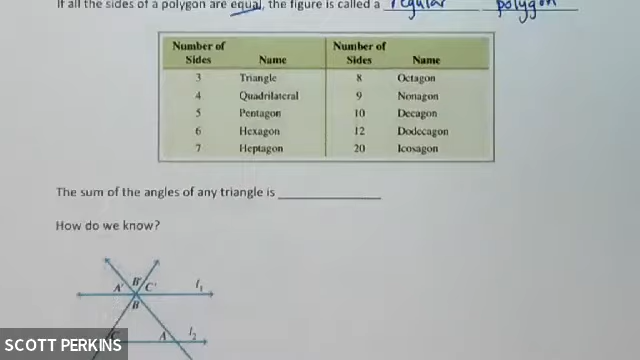 If all the sides of a polygon are equal, the figure is called a regular polygon
Number of Sides Name Number of Sides Name
3 Triangle 8 Octagon
4 Quadrilateral 9 Nonagon
5 Pentagon 10 Decagon
6 Hexagon 12 Dodecagon
7 Heptagon 20 Icosagon
The sum of the angles of any triangle is
How do we know?
A' B' C' l₁
B
C A l₂
SCOTT PERKINS